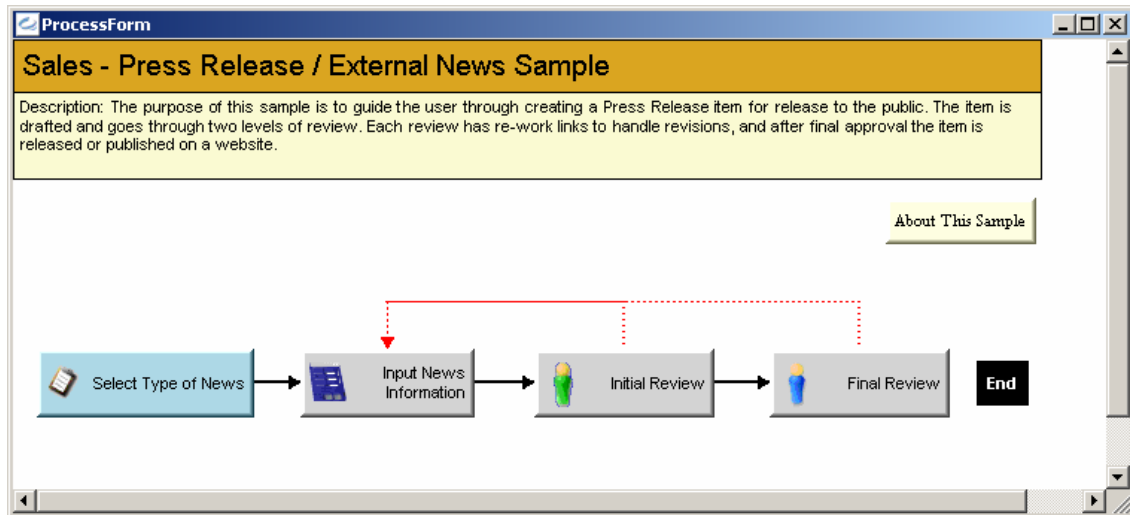 ProcessForm
Sales - Press Release / External News Sample
Description: The purpose of this sample is to guide the user through creating a Press Release item for release to the public. The item is
drafted and goes through two levels of review. Each review has re-work links to handle revisions, and after final approval the item is
released or published on a website.
About This Sample
Select Type of News
Input News
Information
Initial Review
Final Review
End